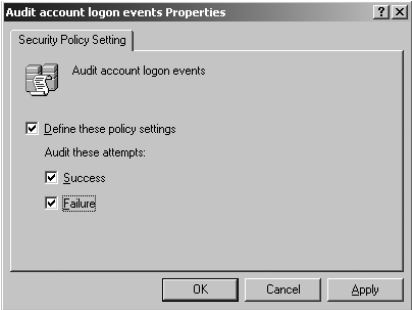 Audit account logon events Properties
Security Policy Setting
Audit account logon events
Define these policy settings
Audit these attempts:
Success
Failure
OK Cancel Apply